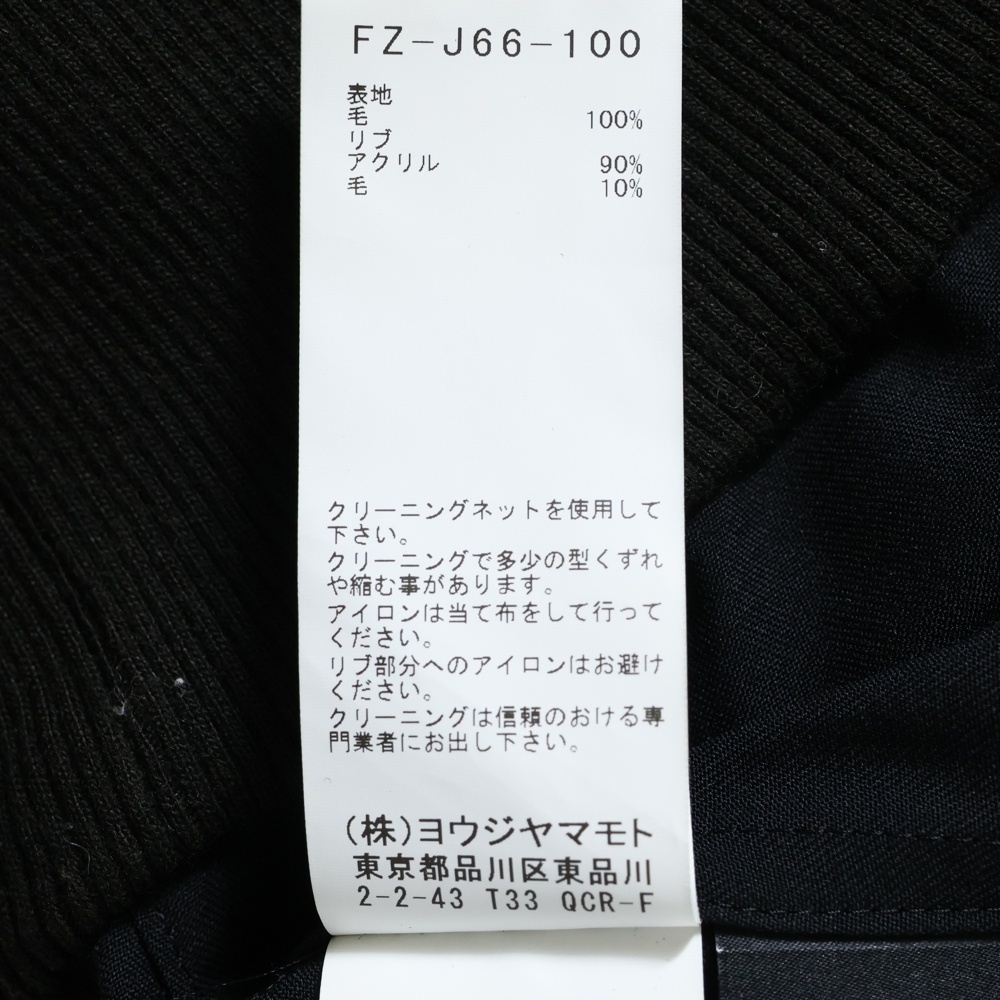 FZ-J66-100
表地
毛 100%
リブ
アクリル 90%
毛 10%
クリーニングネットを使用して
下さい。
クリーニングで多少の型くずれ
や縮む事があります。
アイロンは当て布をして行って
ください。
リブ部分へのアイロンはお避け
ください。
クリーニングは信頼のおける専
門業者にお出し下さい。
(株)ヨウジヤマモト
東京都品川区東品川
2-2-43 T33 QCR-F